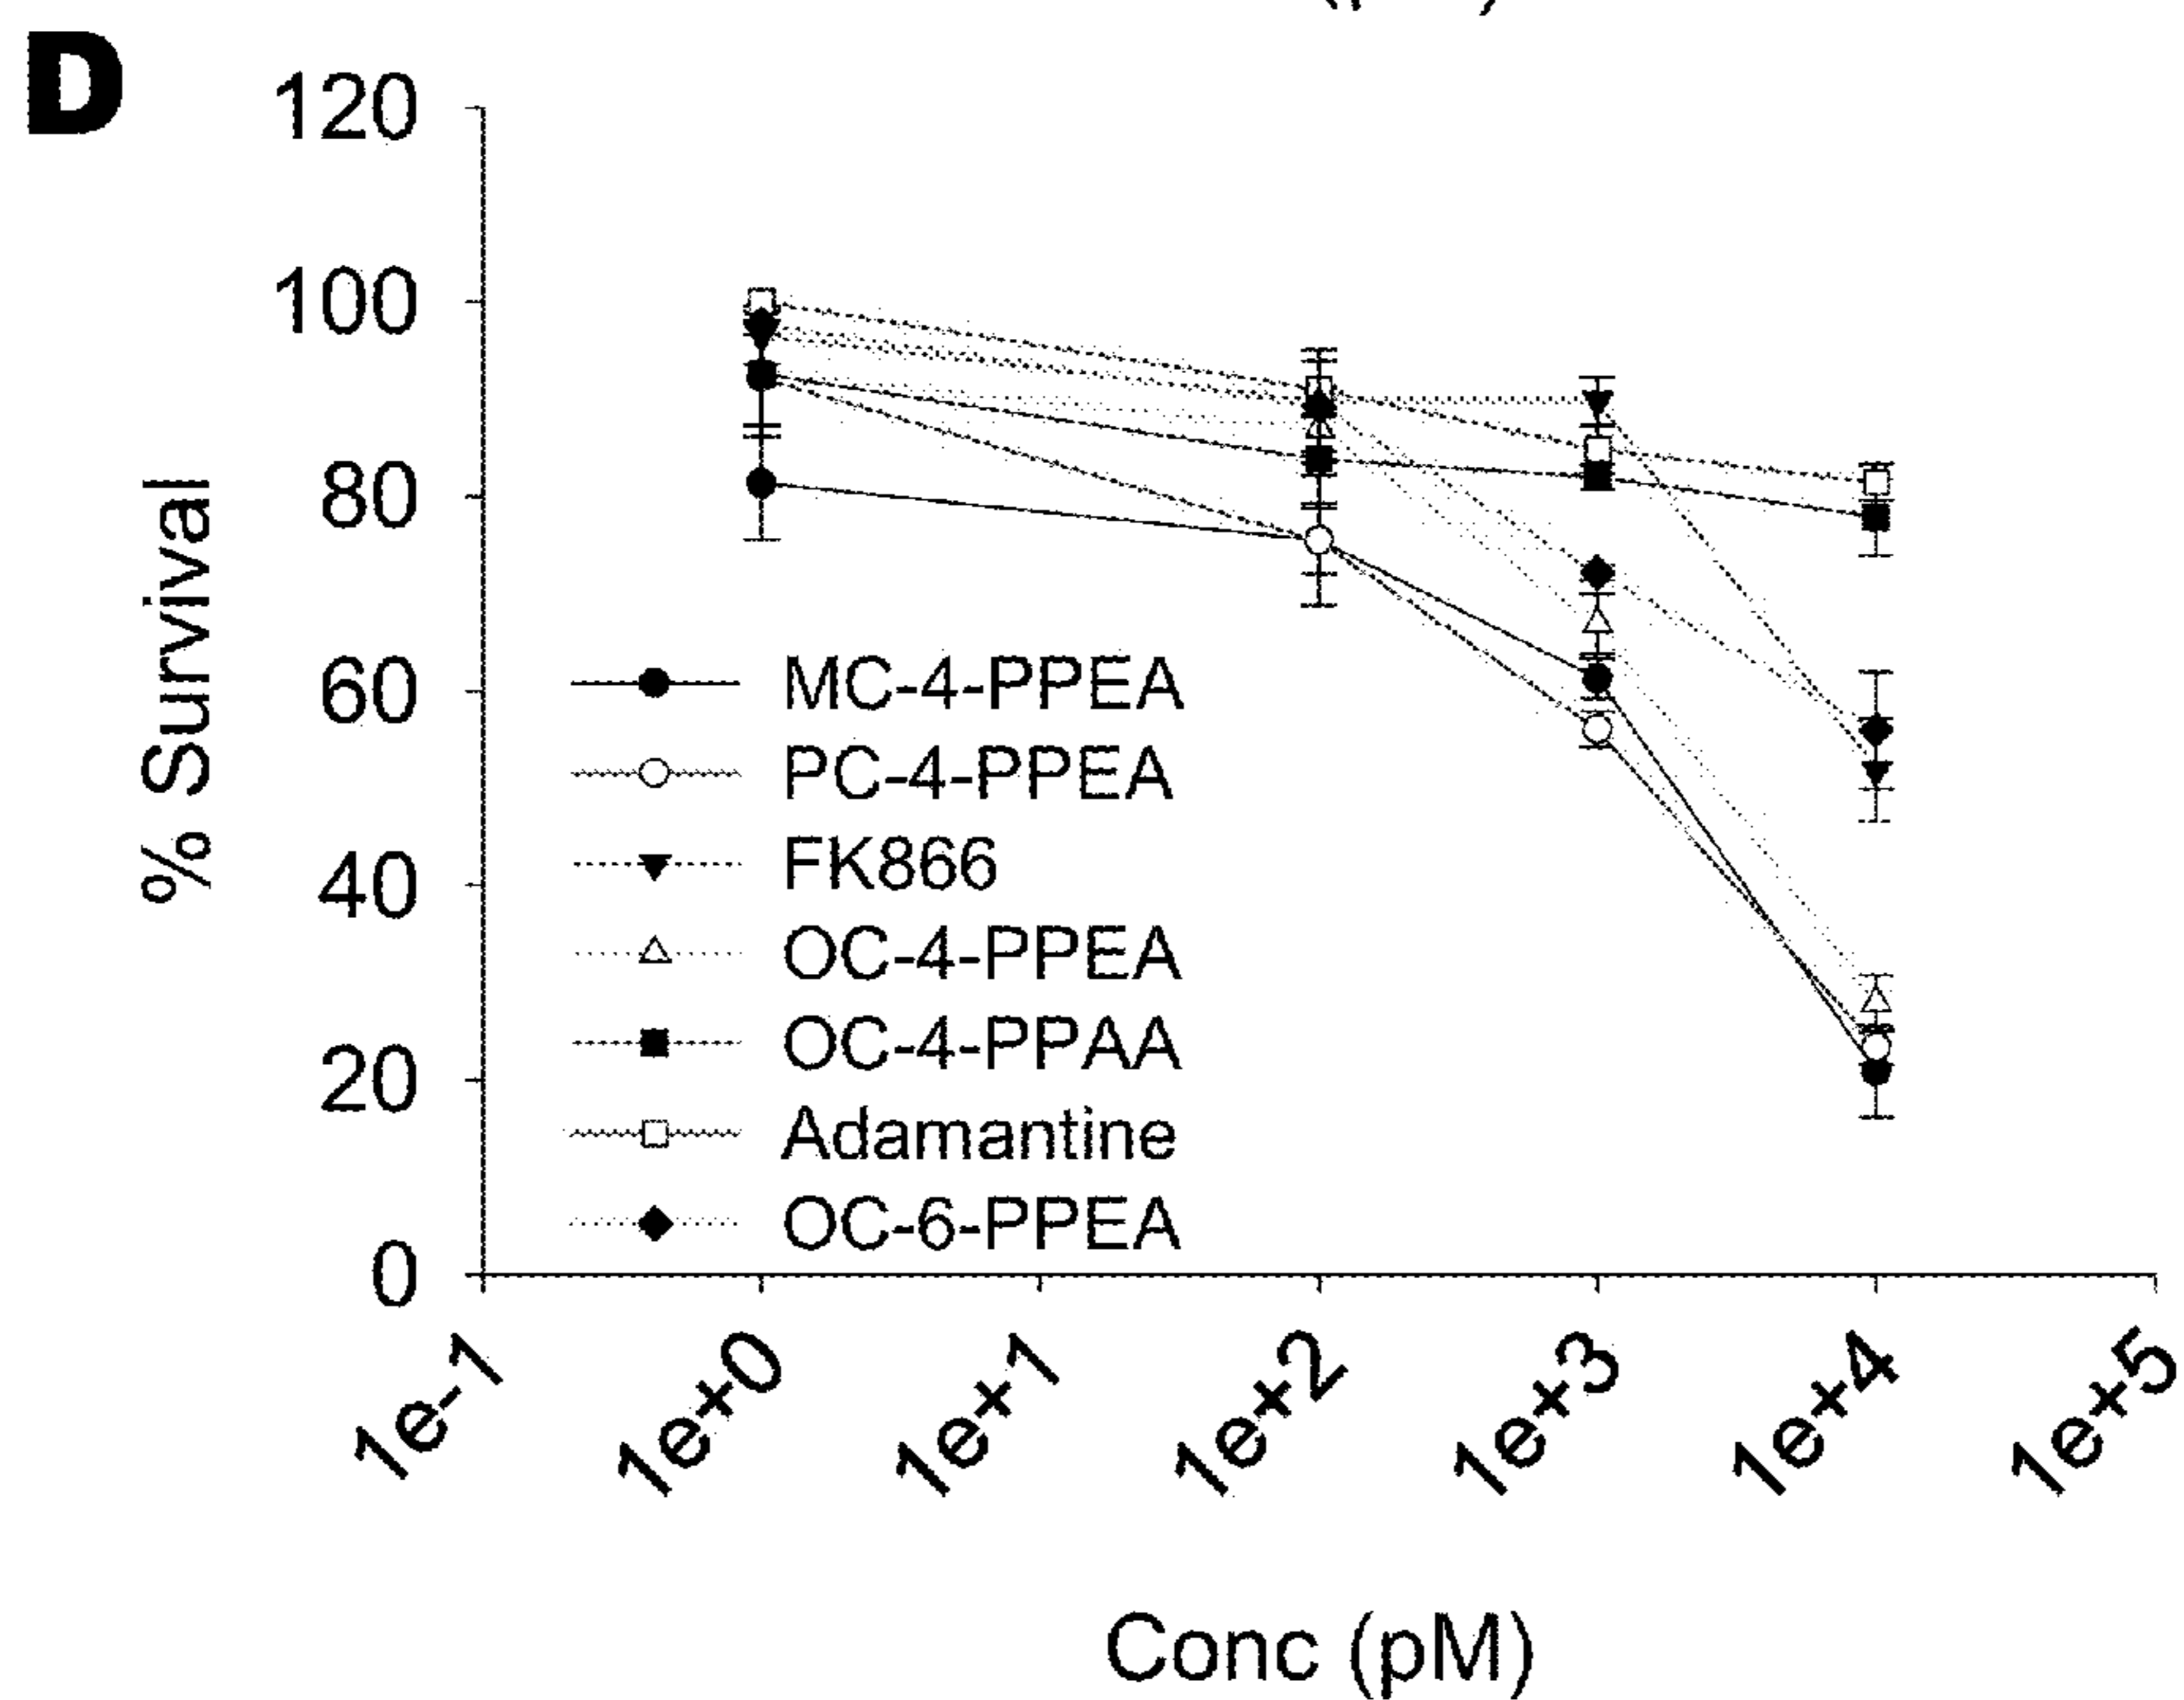 D
120
100
80
60
40
20
0
% Survival
MC-4-PPEA
PC-4-PPEA
FK866
OC-4-PPEA
OC-4-PPAA
Adamantine
OC-6-PPEA
1e-1
1e+0
1e+1
1e+2
1e+3
1e+4
1e+5
Conc (pM)